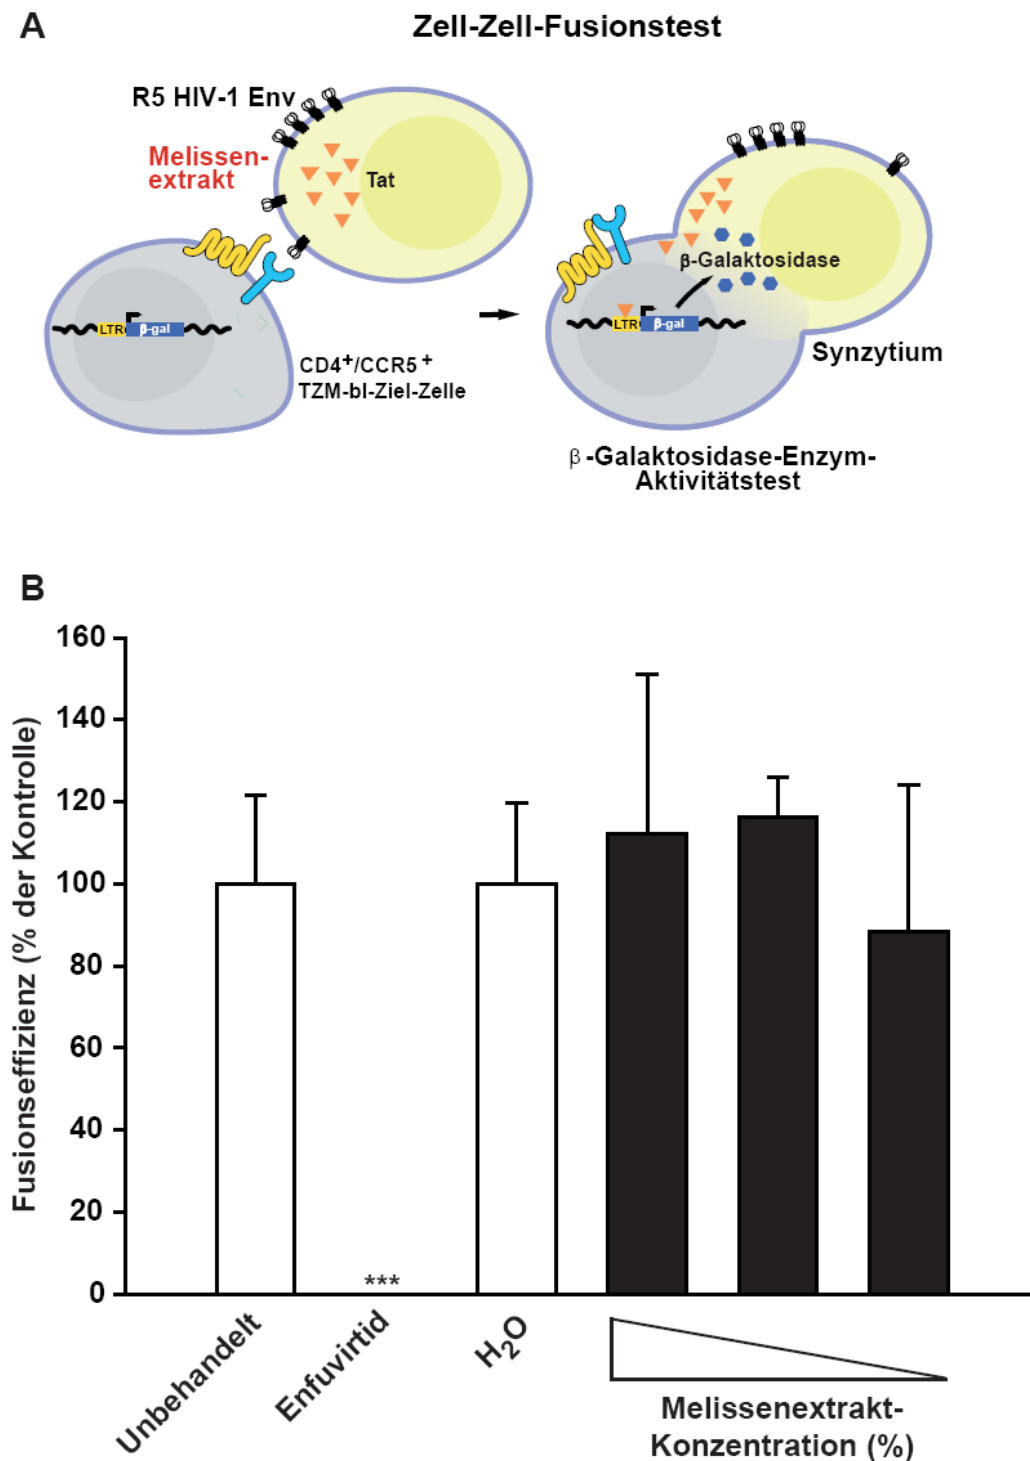 A
Zell-Zell-Fusionstest
R5 HIV-1 Env
Melissen-
extrakt
Tat
LTR
β-gal
CD4+/CCR5+
TZM-bl-Ziel-Zelle
β-Galaktosidase
LTR
β-gal
Synzytium
β-Galaktosidase-Enzym-
Aktivitätstest
B
Fusionseffizienz (% der Kontrolle)
160
140
120
100
80
60
40
20
0
***
Unbehandelt
Enfuvirtid
H2O
Melissenextrakt-
Konzentration (%)